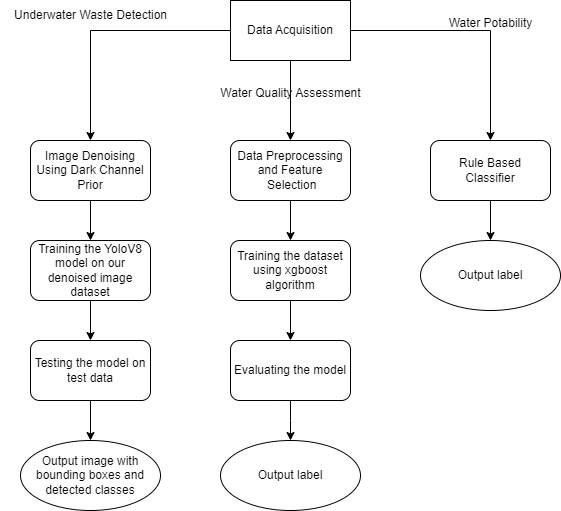 Underwater Waste Detection
Data Acquisition
Water Potability
Water Quality Assessment
Image Denoising
Using Dark Channel
Prior
Data Preprocessing
and Feature
Selection
Rule Based
Classifier
Training the YoloV8
model on our
denoised image
dataset
Training the dataset
using xgboost
algorithm
Output label
Testing the model on
test data
Evaluating the model
Output image with
bounding boxes and
detected classes
Output label